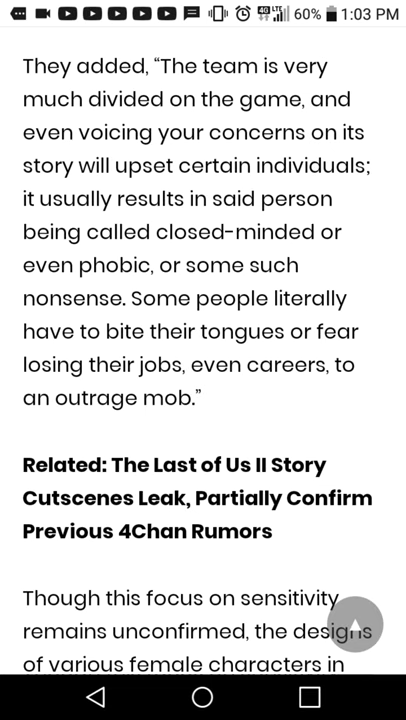 4G LTE 60% 1:03 PM
They added, “The team is very
much divided on the game, and
even voicing your concerns on its
story will upset certain individuals;
it usually results in said person
being called closed-minded or
even phobic, or some such
nonsense. Some people literally
have to bite their tongues or fear
losing their jobs, even careers, to
an outrage mob.”
Related: The Last of Us II Story
Cutscenes Leak, Partially Confirm
Previous 4Chan Rumors
Though this focus on sensitivity
remains unconfirmed, the designs
of various female characters in